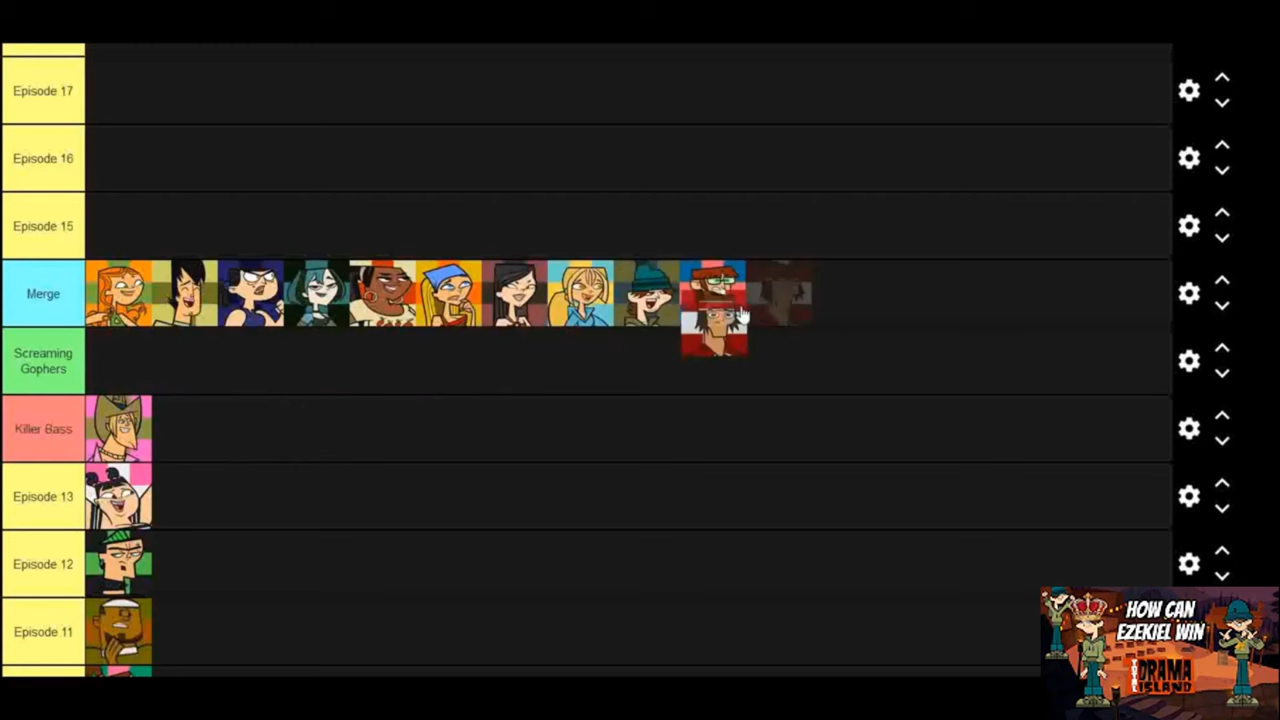 Episode 17
Episode 16
Episode 15
Merge
Screaming
Gophers
Killer Bass
Episode 13
Episode 12
Episode 11
HOW CAN
EZEKIEL WIN
TOTAL
DRAMA
ISLAND